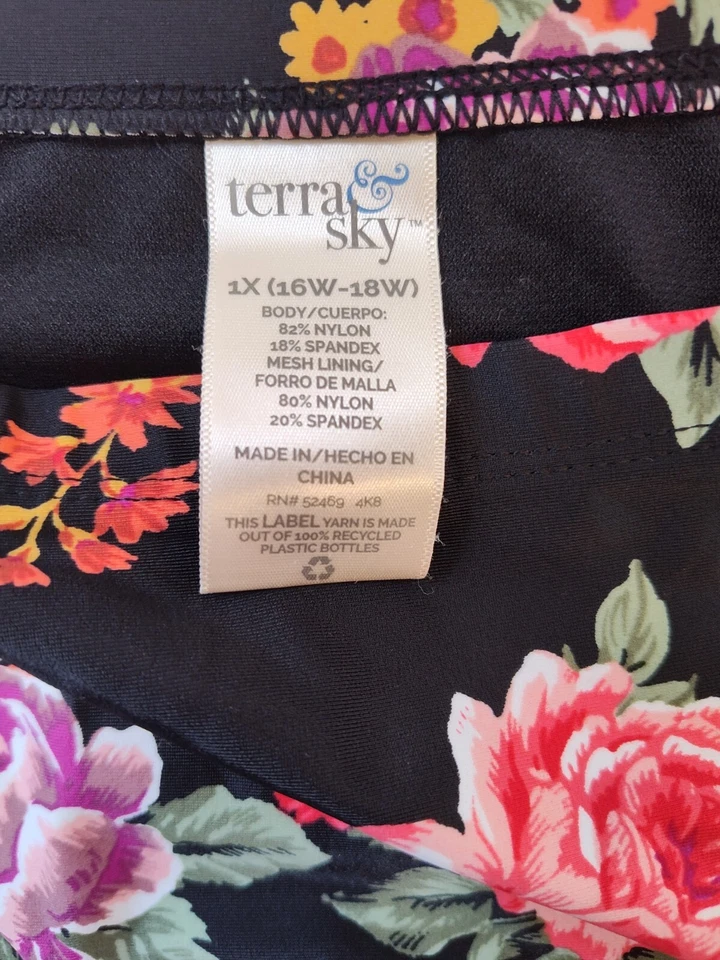 terra &
sky™
1X (16W-18W)
BODY/CUERPO:
82% NYLON
18% SPANDEX
MESH LINING/
FORRO DE MALLA
80% NYLON
20% SPANDEX
MADE IN/HECHO EN
CHINA
RN# 52469 4K8
THIS LABEL YARN IS MADE
OUT OF 100% RECYCLED
PLASTIC BOTTLES